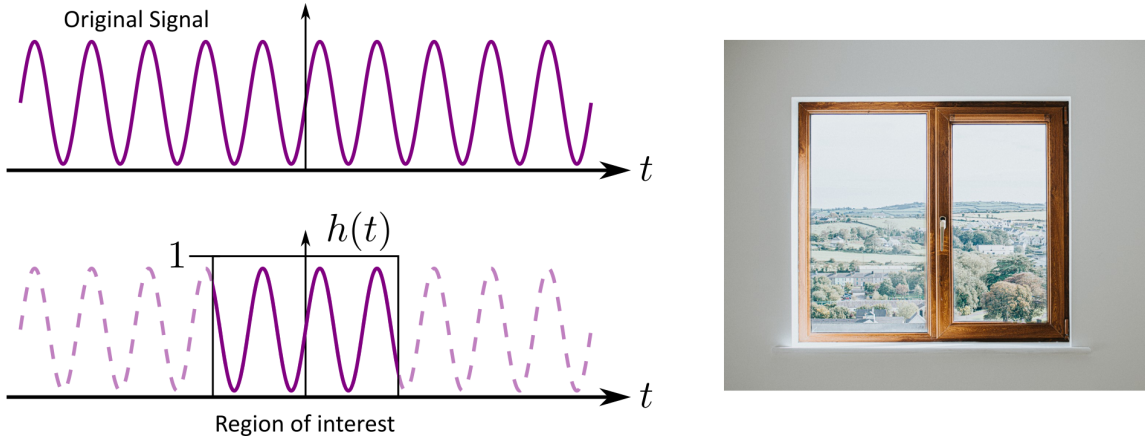 Original Signal
t
h(t)
1
t
Region of interest